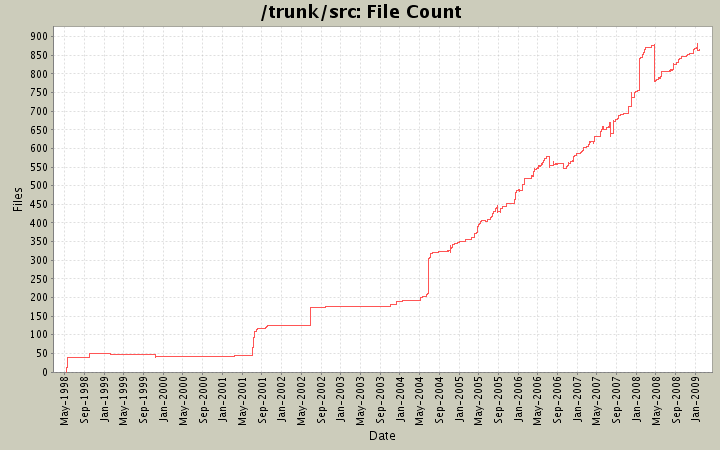 /trunk/src: File Count
Files
900
850
800
750
700
650
600
550
500
450
400
350
300
250
200
150
100
50
0
May-1998
Sep-1998
Jan-1999
May-1999
Sep-1999
Jan-2000
May-2000
Sep-2000
Jan-2001
May-2001
Sep-2001
Jan-2002
May-2002
Sep-2002
Jan-2003
May-2003
Sep-2003
Jan-2004
May-2004
Sep-2004
Jan-2005
May-2005
Sep-2005
Jan-2006
May-2006
Sep-2006
Jan-2007
May-2007
Sep-2007
Jan-2008
May-2008
Sep-2008
Jan-2009
Date